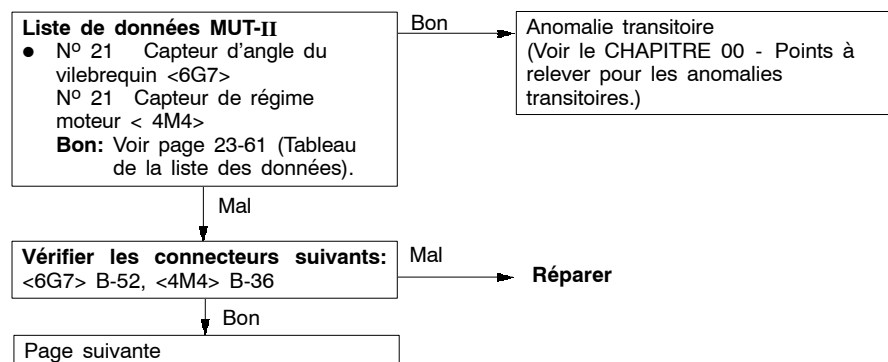 Liste de données MUT-II
● Nº 21 Capteur d'angle du
vilebrequin <6G7>
Nº 21 Capteur de régime
moteur < 4M4>
Bon: Voir page 23-61 (Tableau
de la liste des données).
Bon
Anomalie transitoire
(Voir le CHAPITRE 00 - Points à
relever pour les anomalies
transitoires.)
Mal
Vérifier les connecteurs suivants:
<6G7> B-52, <4M4> B-36
Mal
Réparer
Bon
Page suivante